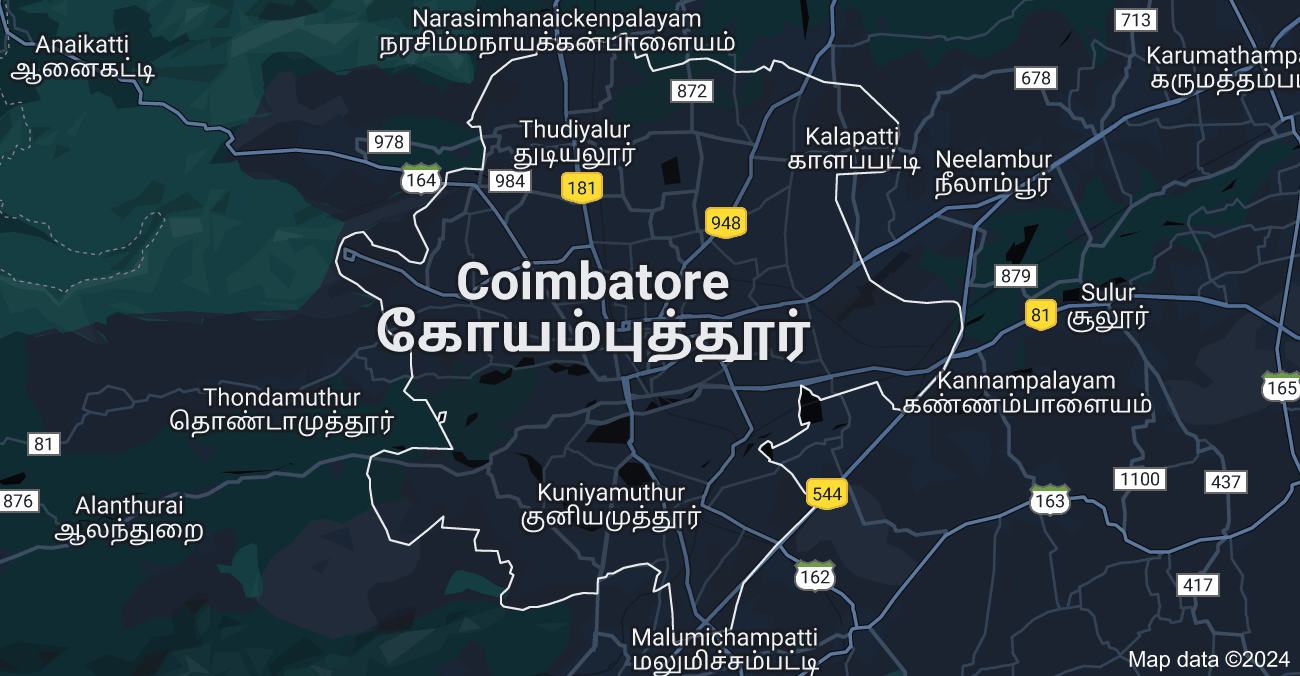 Narasimhanaickenpalayam
நரசிம்மநாயக்கன்பாளையம்
713
Anaikatti
ஆனைகட்டி
Karumathampa
கருமத்தம்பட
678
872
Thudiyalur
துடியலூர்
Kalapatti
காளப்பட்டி
978
Neelambur
நீலாம்பூர்
164
984
181
948
Coimbatore
கோயம்புத்தூர்
879
Sulur
சூலூர்
81
Kannampalayam
கண்ணம்பாளையம்
165
Thondamuthur
தொண்டாமுத்தூர்
81
1100
437
876
Alanthurai
ஆலந்துறை
Kuniyamuthur
குனியமுத்தூர்
544
163
162
417
Malumichampatti
மலுமிச்சம்பட்டி
Map data ©2024